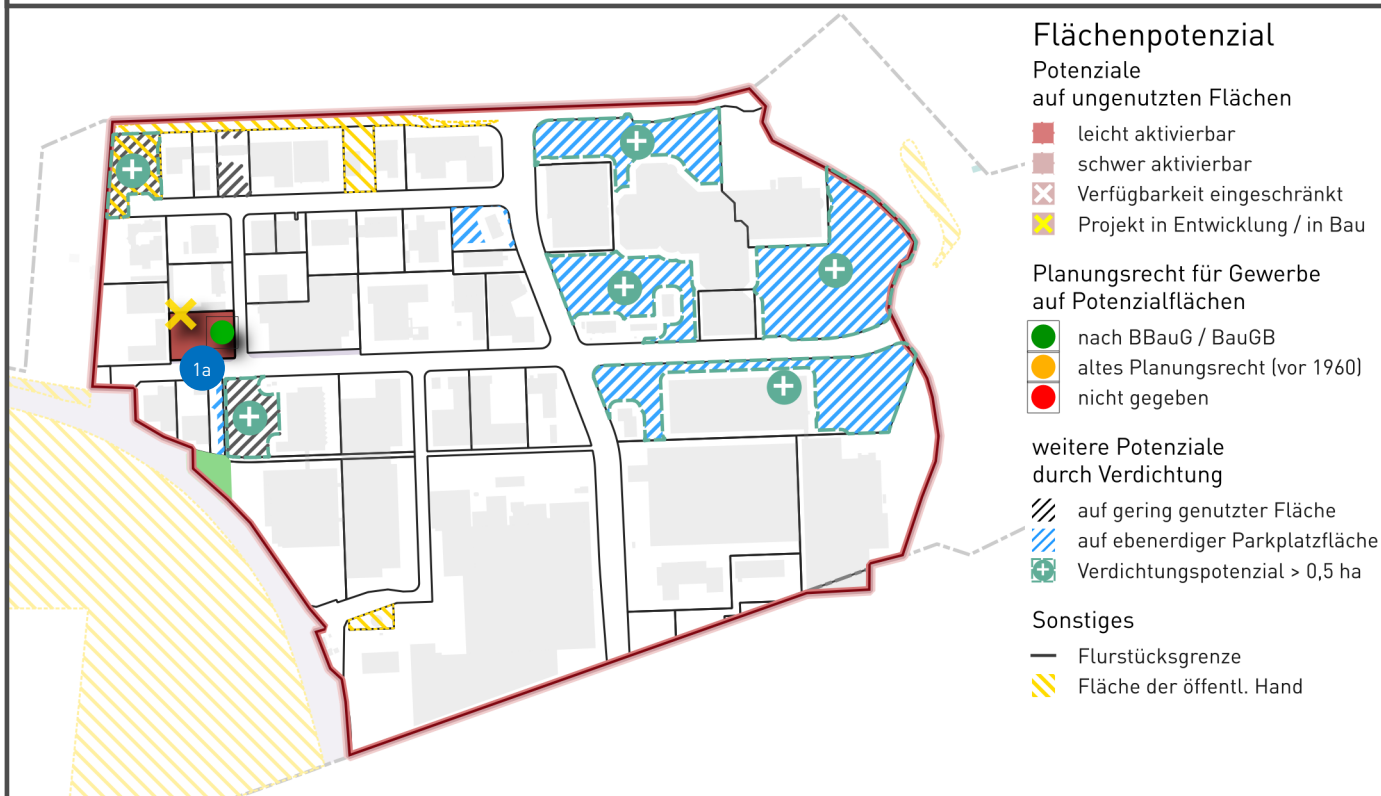 Flächenpotenzial
Potenziale
auf ungenutzten Flächen
leicht aktivierbar
schwer aktivierbar
Verfügbarkeit eingeschränkt
Projekt in Entwicklung / in Bau
Planungsrecht für Gewerbe
auf Potenzialflächen
nach BBauG / BauGB
altes Planungsrecht (vor 1960)
nicht gegeben
weitere Potenziale
durch Verdichtung
auf gering genutzter Fläche
auf ebenerdiger Parkplatzfläche
Verdichtungspotenzial > 0,5 ha
Sonstiges
Flurstücksgrenze
Fläche der öffentl. Hand
1a